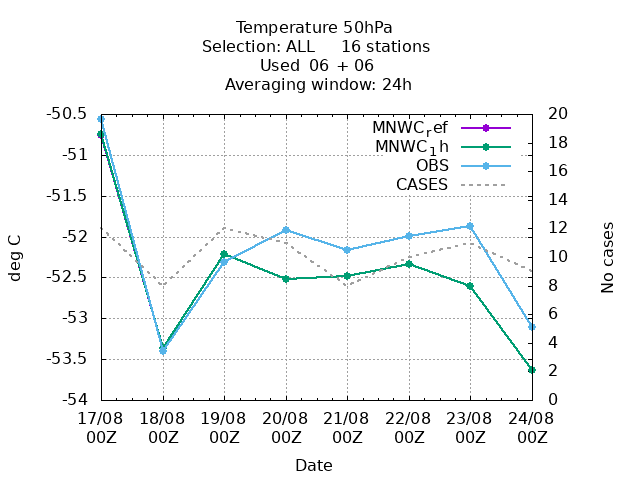 Temperature 50hPa
Selection: ALL 16 stations
Used 06 + 06
Averaging window: 24h
-50.5
-51
-51.5
-52
-52.5
-53
-53.5
-54
deg C
20
18
16
14
12
10
8
6
4
2
0
No cases
MNWC_ref
MNWC_1h
OBS
CASES
17/08 18/08 19/08 20/08 21/08 22/08 23/08 24/08
00Z 00Z 00Z 00Z 00Z 00Z 00Z 00Z
Date